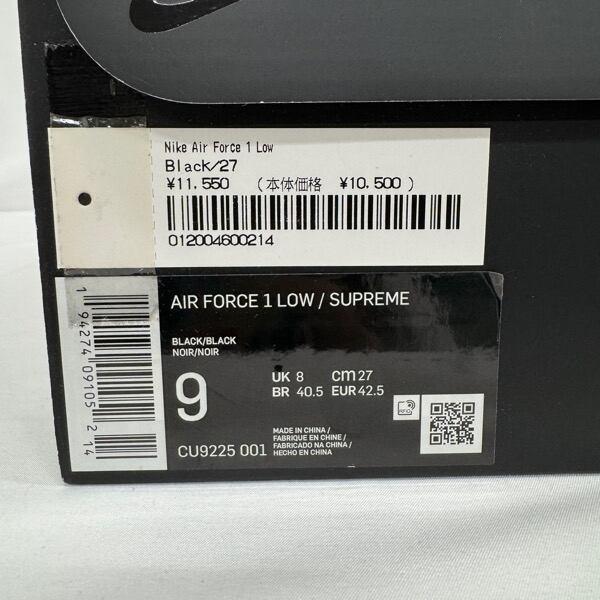 Nike Air Force 1 Low
Black/27
¥11,550 (本体価格 ¥10,500)
012004600214
AIR FORCE 1 LOW / SUPREME
BLACK/BLACK
NOIR/NOIR
9
UK 8 cm 27
BR 40.5 EUR 42.5
CU9225 001
MADE IN CHINA /
FABRIQUE EN CHINE /
FABRICADO NA CHINA /
HECHO EN CHINA
RFID
1 94274 09105 2 14